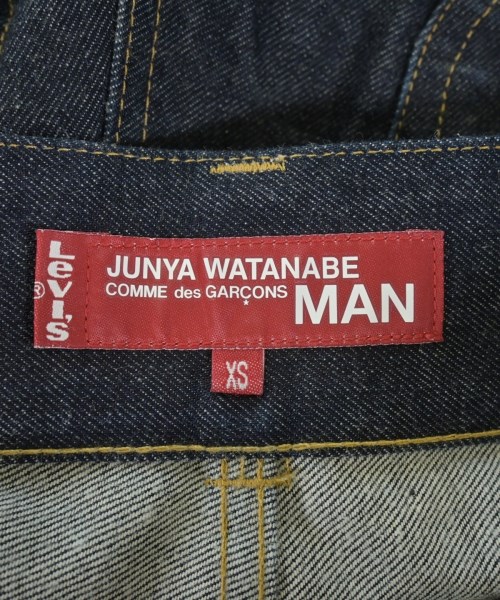 Levi's
®
JUNYA WATANABE
COMME des GARÇONS MAN
XS